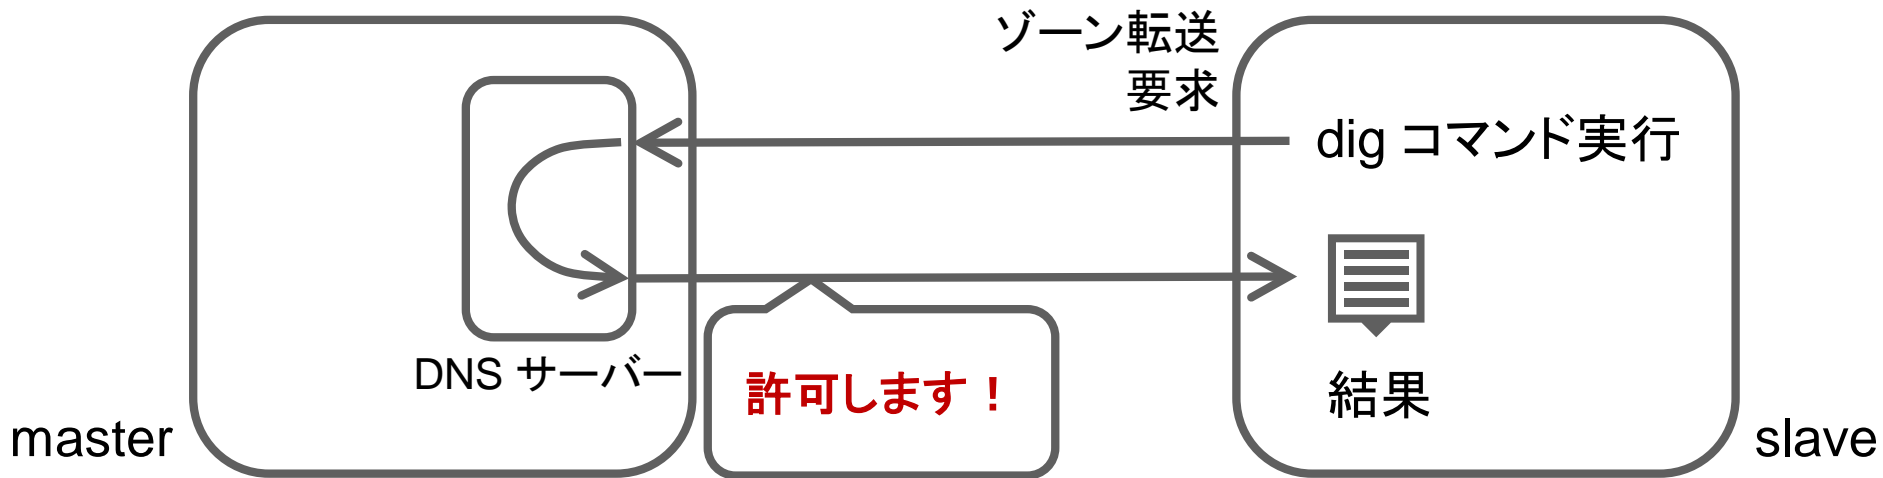 ゾーン転送
要求
dig コマンド実行
DNS サーバー
許可します！
結果
master
slave